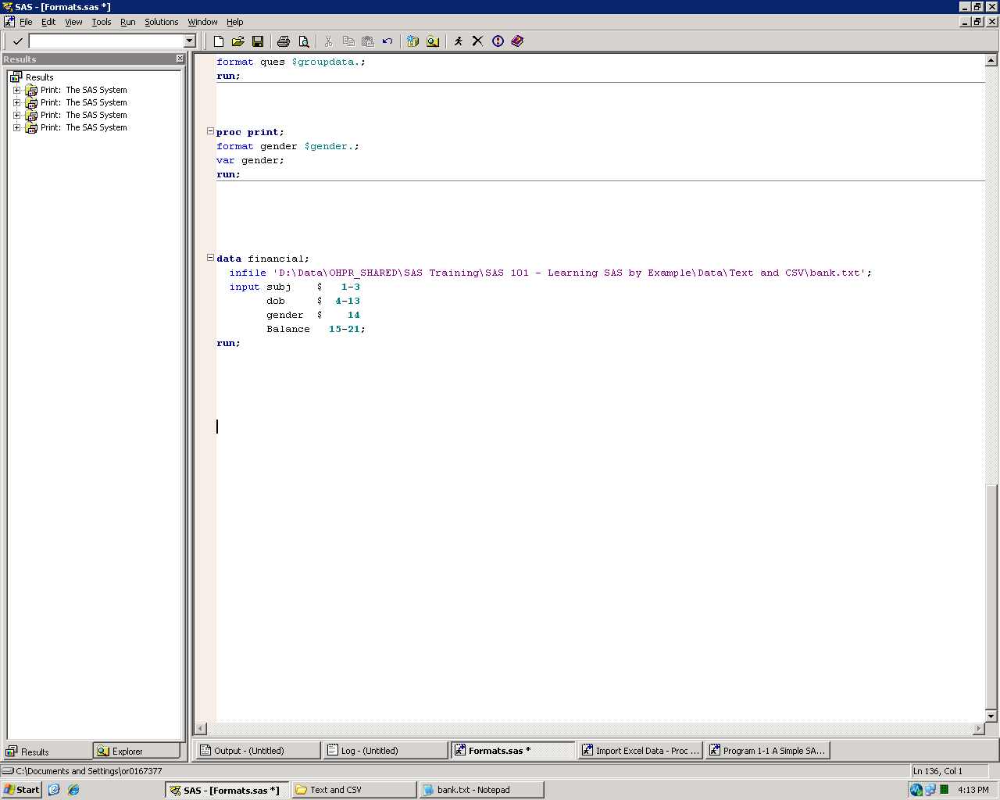 SAS - [Formats.sas *]
File Edit View Tools Run Solutions Window Help
Results
Results
Print: The SAS System
Print: The SAS System
Print: The SAS System
Print: The SAS System
format ques $groupdata.;
run;
proc print;
format gender $gender.;
var gender;
run;
data financial;
infile 'D:\Data\OHPR_SHARED\SAS Training\SAS 101 - Learning SAS by Example\Data\Text and CSV\bank.txt';
input subj $ 1-3
dob $ 4-13
gender $ 14
Balance 15-21;
run;
Results Explorer
Output - (Untitled) Log - (Untitled) Formats.sas * Import Excel Data - Proc ... Program 1-1 A Simple SA...
C:\Documents and Settings\or0167377 Ln 136, Col 1
Start SAS - [Formats.sas *] Text and CSV bank.txt - Notepad 4:13 PM